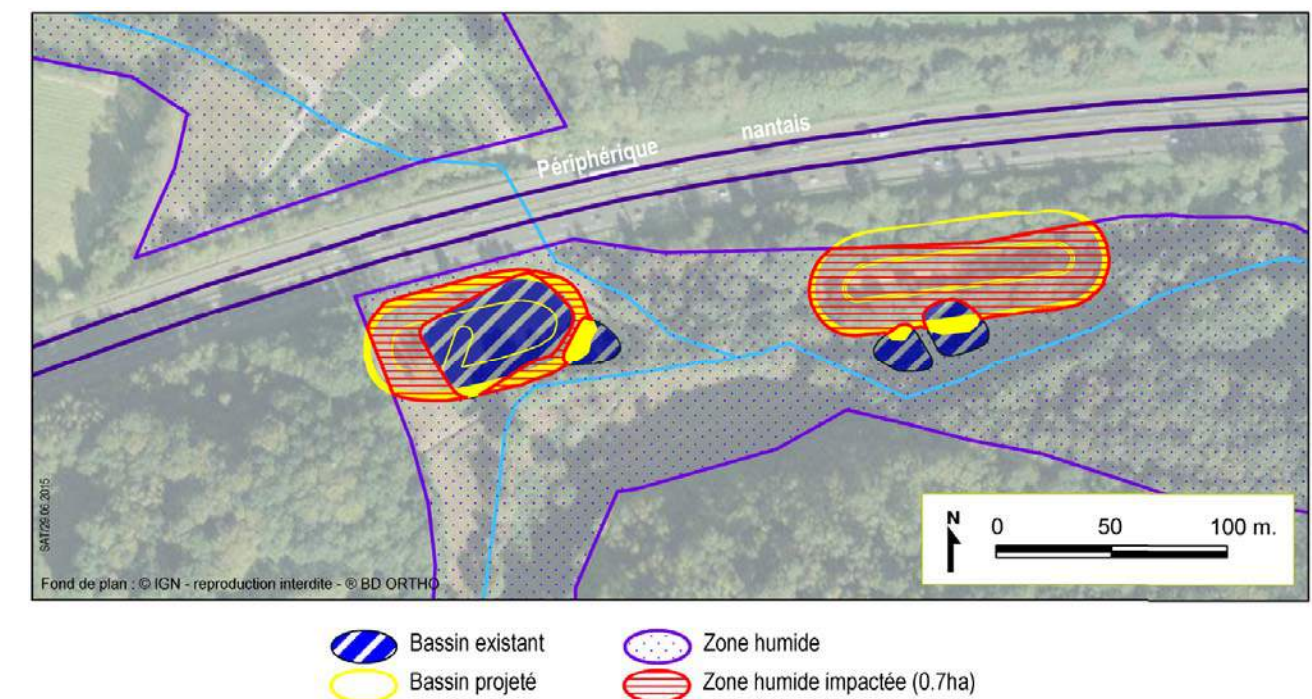 Périphérique nantais
SAT/29.06.2015
Fond de plan : © IGN - reproduction interdite - ® BD ORTHO
N
0 50 100 m.
Bassin existant
Zone humide
Bassin projeté
Zone humide impactée (0.7ha)